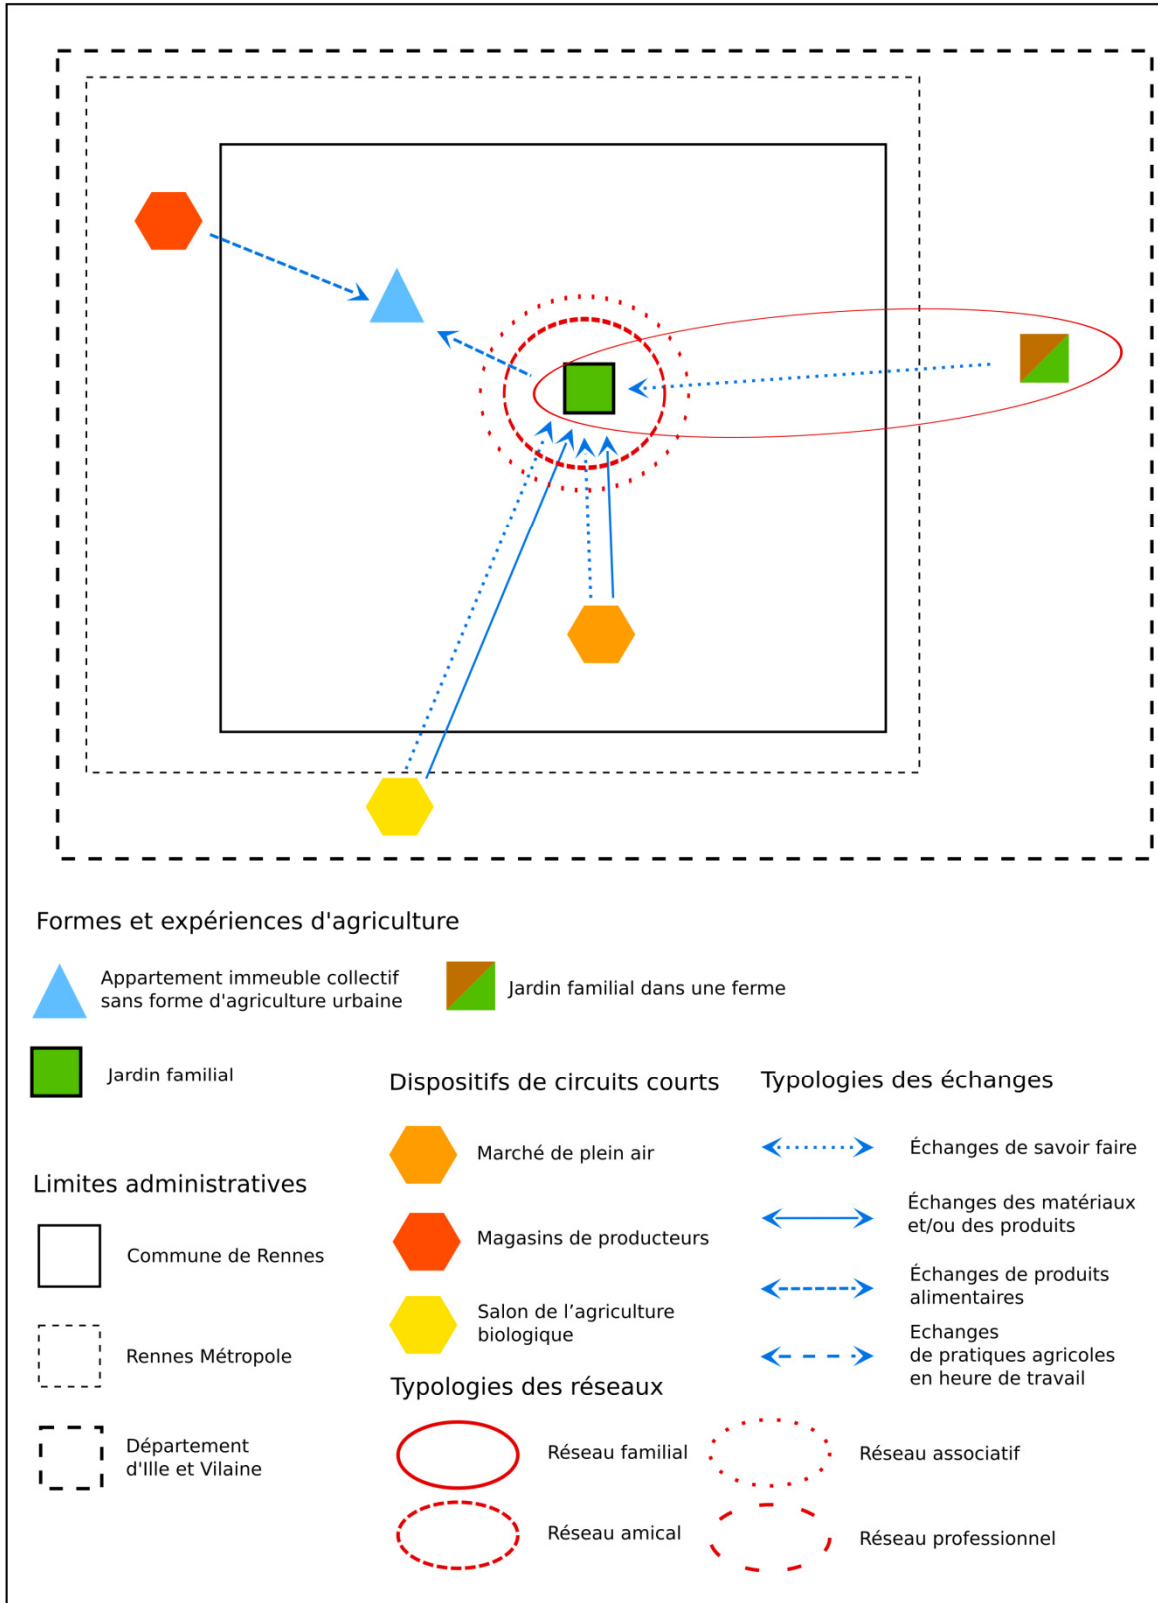 Formes et expériences d'agriculture
Appartement immeuble collectif
sans forme d'agriculture urbaine
Jardin familial dans une ferme
Jardin familial
Limites administratives
Commune de Rennes
Rennes Métropole
Département
d'Ille et Vilaine
Dispositifs de circuits courts
Marché de plein air
Magasins de producteurs
Salon de l’agriculture
biologique
Typologies des échanges
Échanges de savoir faire
Échanges des matériaux
et/ou des produits
Échanges de produits
alimentaires
Echanges
de pratiques agricoles
en heure de travail
Typologies des réseaux
Réseau familial
Réseau associatif
Réseau amical
Réseau professionnel